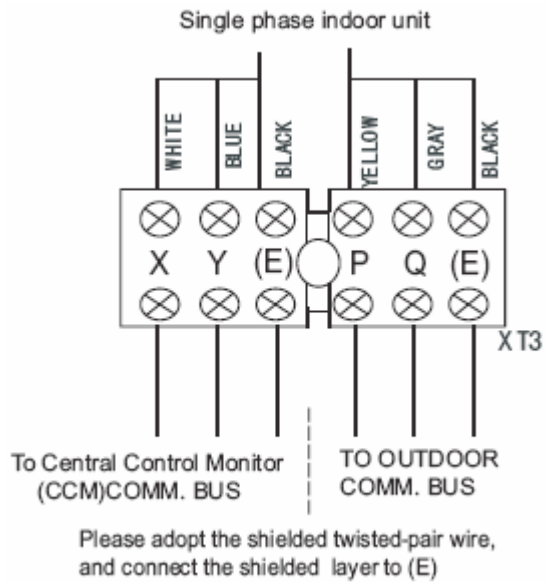 Single phase indoor unit
WHITE
BLUE
BLACK
YELLOW
GRAY
BLACK
X Y (E) P Q (E)
XT3
To Central Control Monitor
(CCM)COMM. BUS
TO OUTDOOR
COMM. BUS
Please adopt the shielded twisted-pair wire,
and connect the shielded layer to (E)